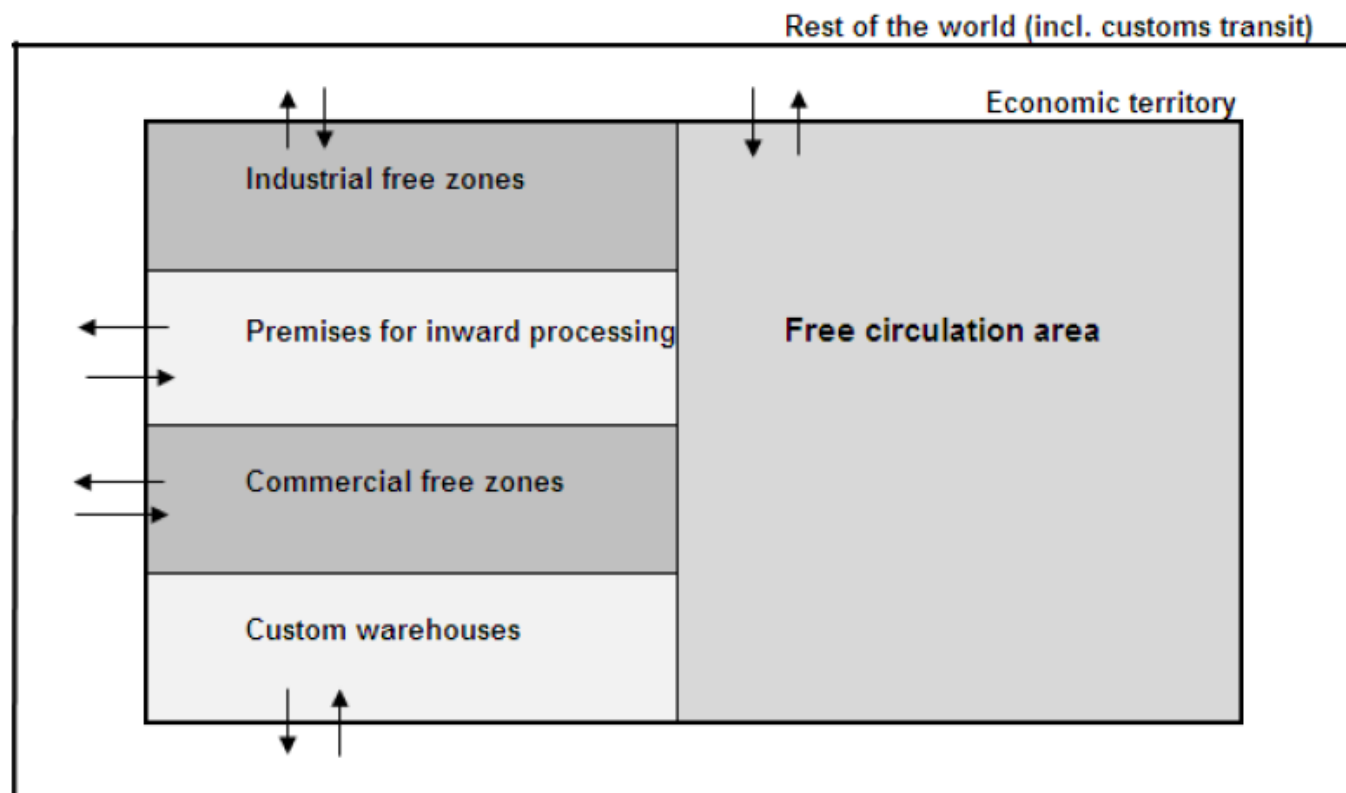 Rest of the world (incl. customs transit)
Economic territory
Industrial free zones
Premises for inward processing
Free circulation area
Commercial free zones
Custom warehouses